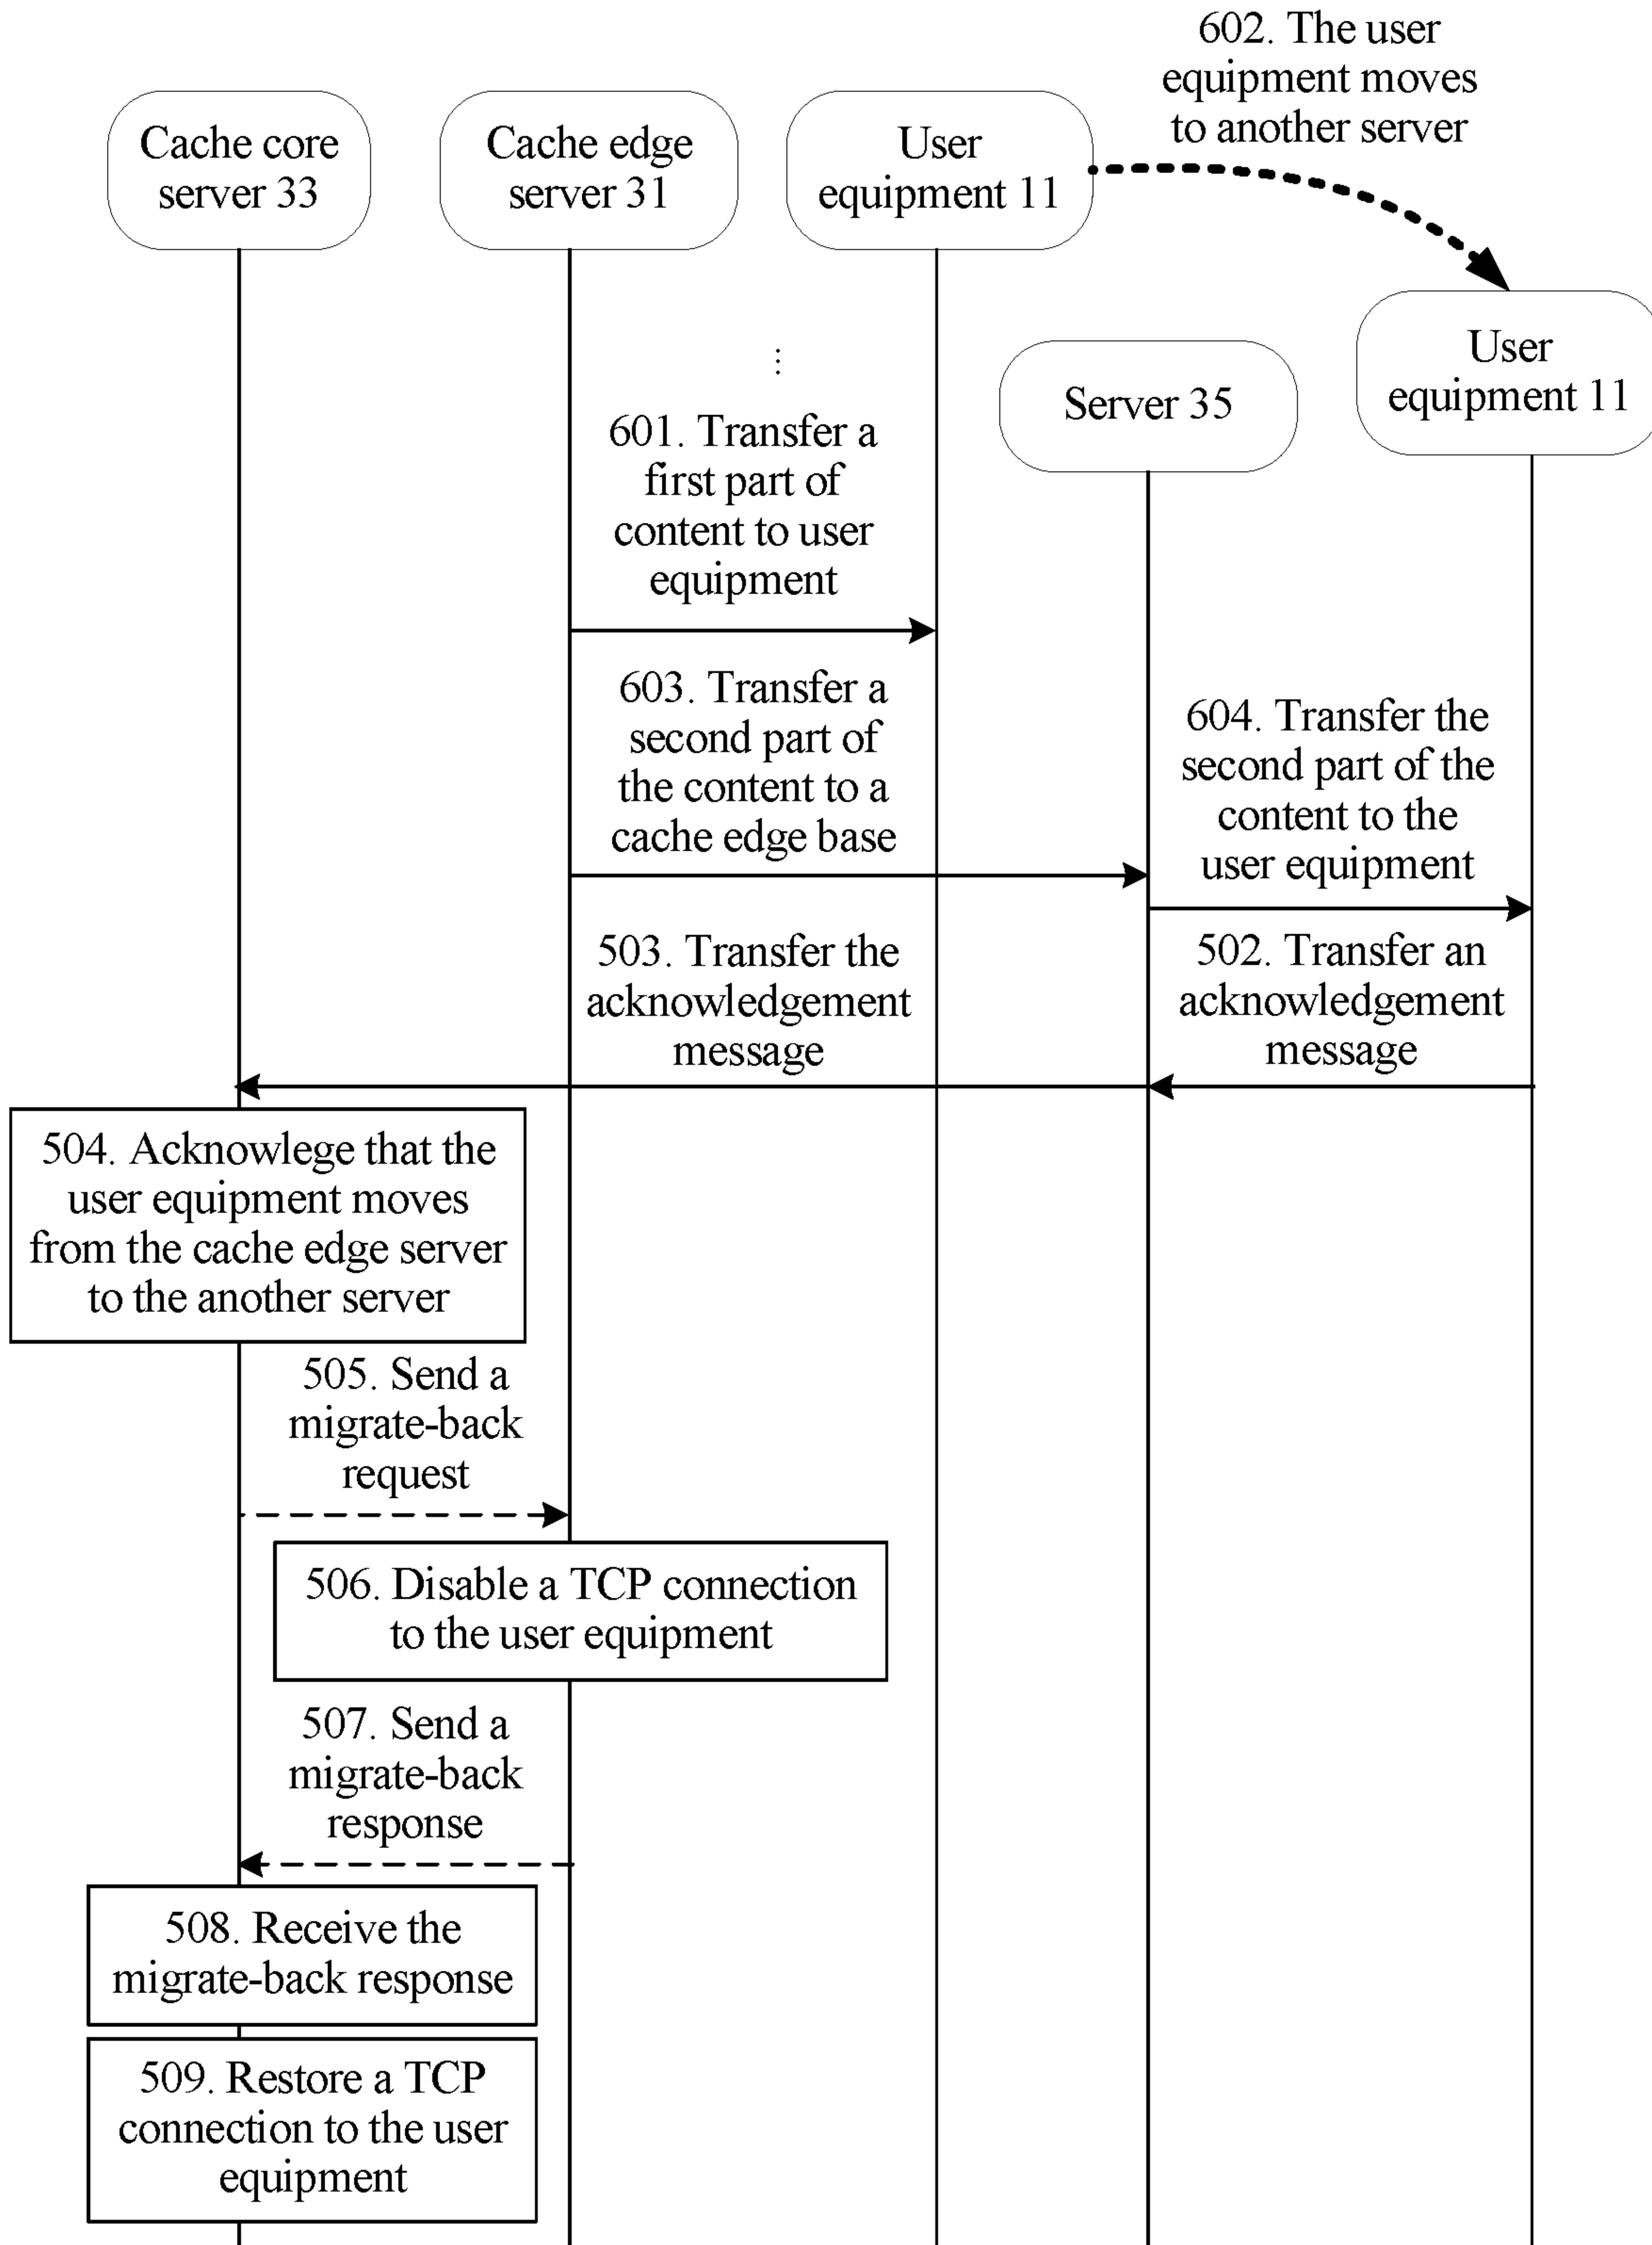 602. The user
equipment moves
to another server
Cache core
server 33
Cache edge
server 31
User
equipment 11
User
equipment 11
Server 35
⋮
601. Transfer a
first part of
content to user
equipment
603. Transfer a
second part of
the content to a
cache edge base
604. Transfer the
second part of the
content to the
user equipment
503. Transfer the
acknowledgement
message
502. Transfer an
acknowledgement
message
504. Acknowlege that the
user equipment moves
from the cache edge server
to the another server
505. Send a
migrate-back
request
506. Disable a TCP connection
to the user equipment
507. Send a
migrate-back
response
508. Receive the
migrate-back response
509. Restore a TCP
connection to the user
equipment